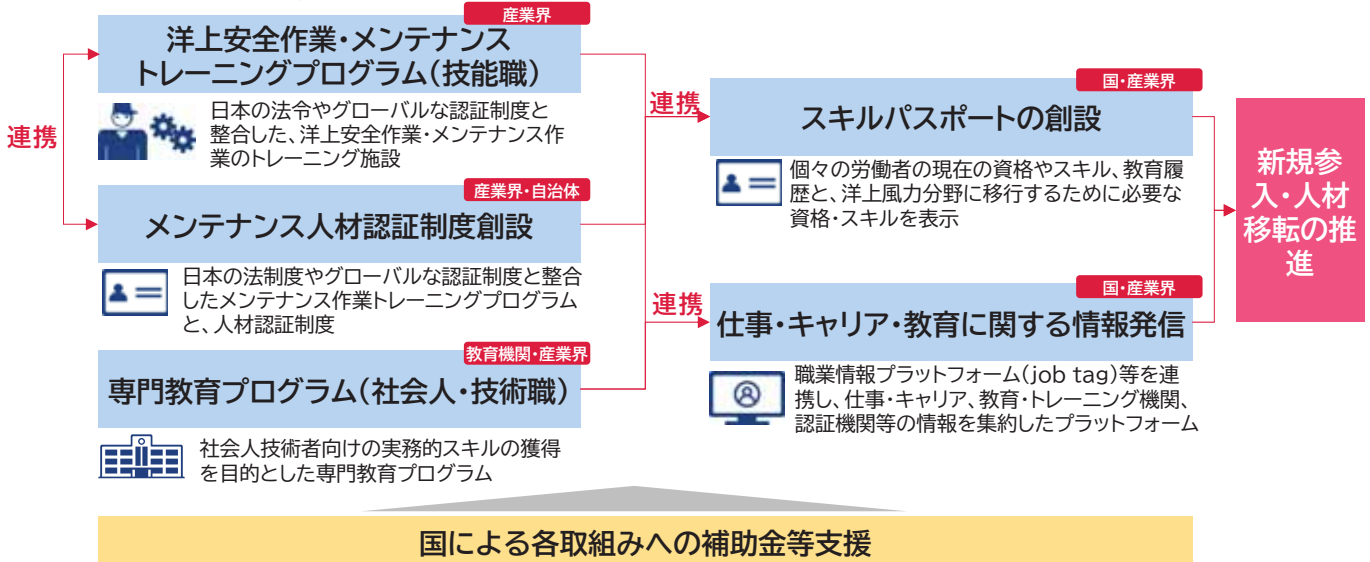 産業界
洋上安全作業・メンテナンス
トレーニングプログラム(技能職)
日本の法令やグローバルな認証制度と
整合した、洋上安全作業・メンテナンス作
業のトレーニング施設
連携
産業界・自治体
メンテナンス人材認証制度創設
日本の法制度やグローバルな認証制度と整合
したメンテナンス作業トレーニングプログラム
と、人材認証制度
教育機関・産業界
専門教育プログラム(社会人・技術職)
社会人技術者向けの実務的スキルの獲得
を目的とした専門教育プログラム
連携
国・産業界
スキルパスポートの創設
個々の労働者の現在の資格やスキル、教育履
歴と、洋上風力分野に移行するために必要な
資格・スキルを表示
連携
国・産業界
仕事・キャリア・教育に関する情報発信
職業情報プラットフォーム(job tag)等を連
携し、仕事・キャリア、教育・トレーニング機関、
認証機関等の情報を集約したプラットフォーム
新規参
入・人材
移転の推
進
国による各取組みへの補助金等支援